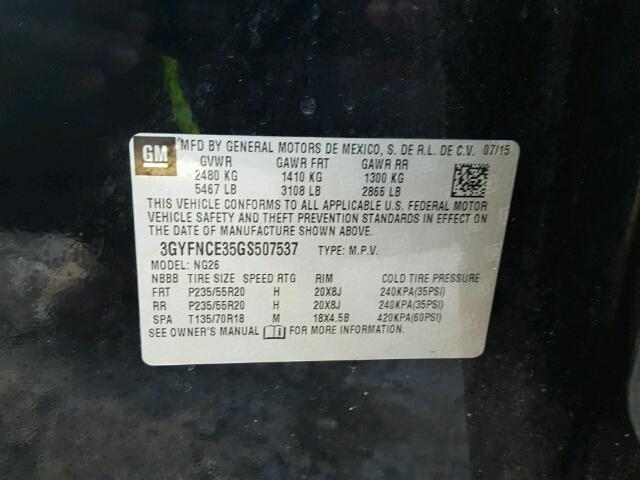 GM
® MFD BY GENERAL MOTORS DE MEXICO, S. DE R.L. DE C.V. 07/15
GVWR GAWR FRT GAWR RR
2480 KG 1410 KG 1300 KG
5467 LB 3108 LB 2866 LB
THIS VEHICLE CONFORMS TO ALL APPLICABLE U.S. FEDERAL MOTOR
VEHICLE SAFETY AND THEFT PREVENTION STANDARDS IN EFFECT ON
THE DATE OF MANUFACTURE SHOWN ABOVE.
3GYFNCE35GS507537 TYPE: M.P.V.
MODEL: NG26
NBBB TIRE SIZE SPEED RTG RIM COLD TIRE PRESSURE
FRT P235/55R20 H 20X8J 240KPA(35PSI)
RR P235/55R20 H 20X8J 240KPA(35PSI)
SPA T135/70R18 M 18X4.5B 420KPA(60PSI)
SEE OWNER'S MANUAL FOR MORE INFORMATION.